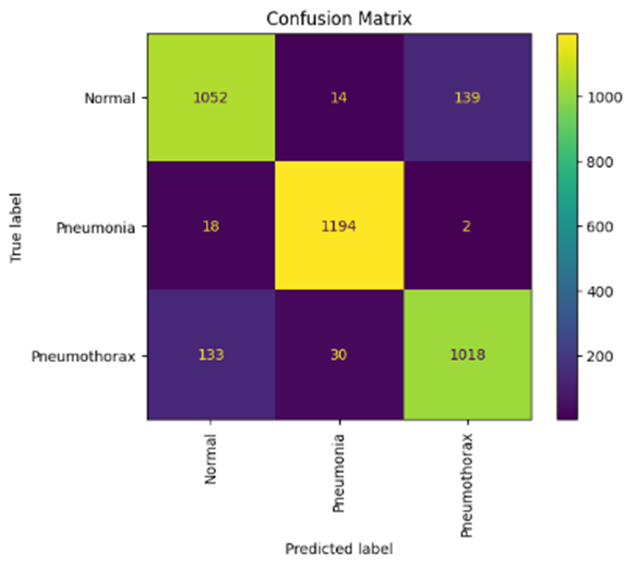 Confusion Matrix
Normal 1052 14 139
Pneumonia 18 1194 2
Pneumothorax 133 30 1018
Normal Pneumonia Pneumothorax
True label
Predicted label
1000
800
600
400
200